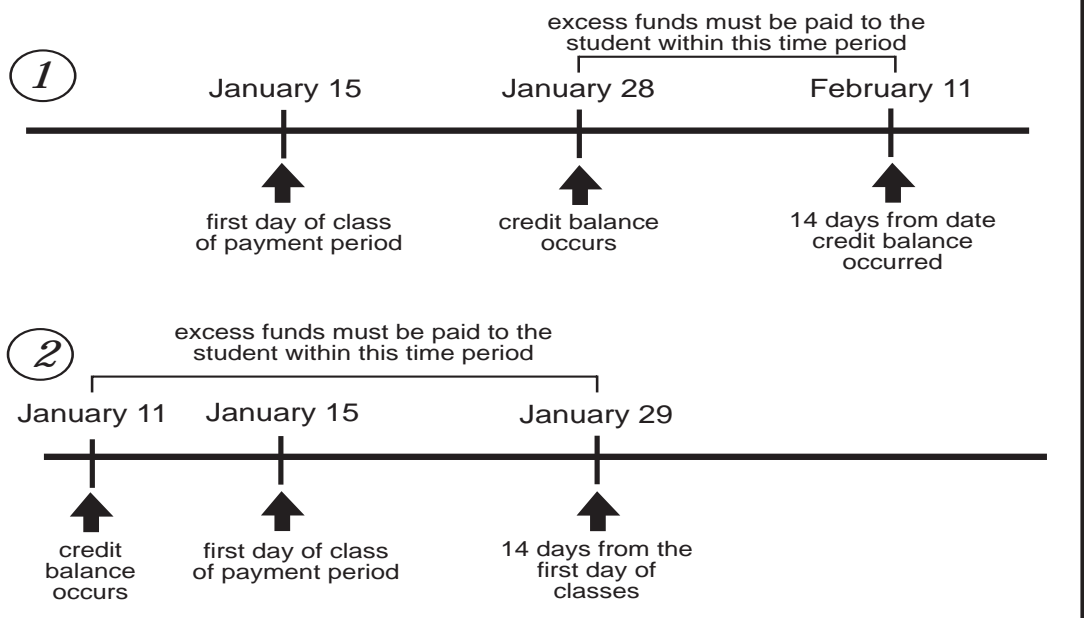 excess funds must be paid to the
student within this time period
1
January 15
January 28
February 11
first day of class
of payment period
credit balance
occurs
14 days from date
credit balance
occurred
excess funds must be paid to the
student within this time period
2
January 11
January 15
January 29
credit
balance
occurs
first day of class
of payment period
14 days from the
first day of
classes